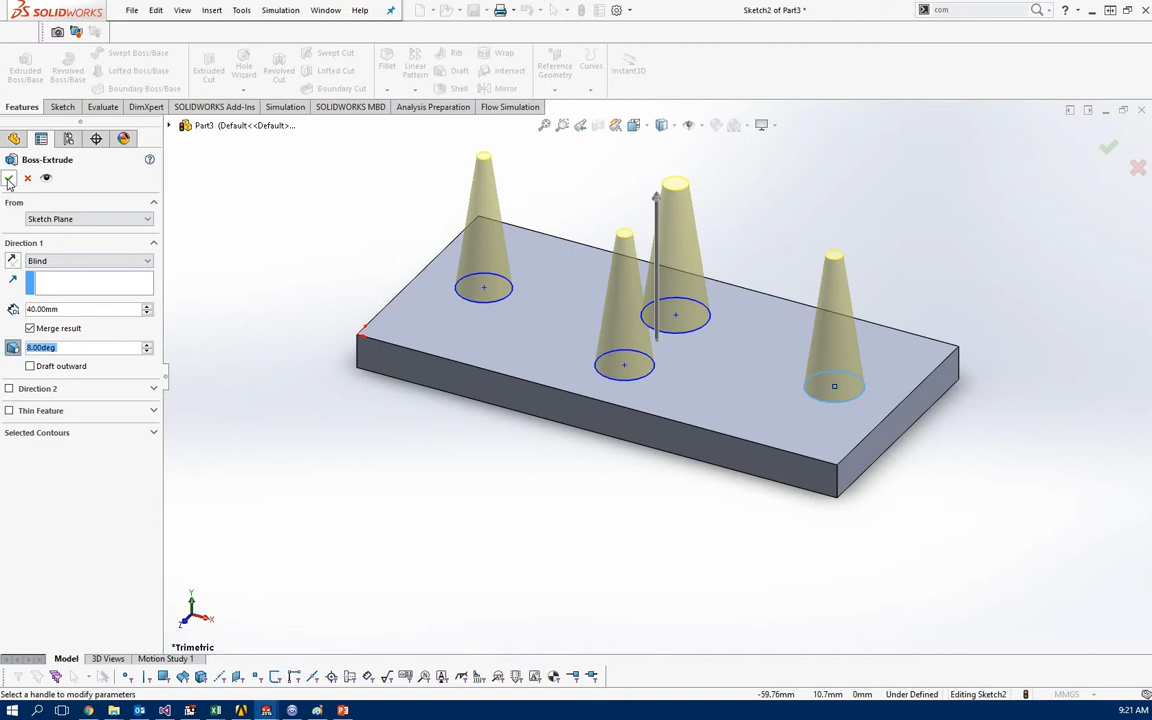 SOLIDWORKS File Edit View Insert Tools Simulation Window Help Sketch2 of Part3 * com
Extruded Boss/Base Revolved Boss/Base Swept Boss/Base Lofted Boss/Base Boundary Boss/Base Extruded Cut Hole Wizard Revolved Cut Swept Cut Lofted Cut Boundary Cut Fillet Linear Pattern Rib Draft Shell Wrap Intersect Mirror Reference Geometry Curves Instant3D
Features Sketch Evaluate DimXpert SOLIDWORKS Add-Ins Simulation SOLIDWORKS MBD Analysis Preparation Flow Simulation
Part3 (Default<<Default>...
Boss-Extrude
From
Sketch Plane
Direction 1
Blind
40.00mm
Merge result
8.00deg
Draft outward
Direction 2
Thin Feature
Selected Contours
Y
X
Z
*Trimetric
Model 3D Views Motion Study 1
Select a handle to modify parameters -59.76mm 10.7mm 0mm Under Defined Editing Sketch2 MMGS
9:21 AM